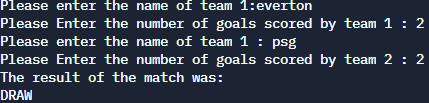 Please enter the name of team 1:everton
Please Enter the number of goals scored by team 1 : 2
Please enter the name of team 1 : psg
Please Enter the number of goals scored by team 2 : 2
The result of the match was:
DRAW